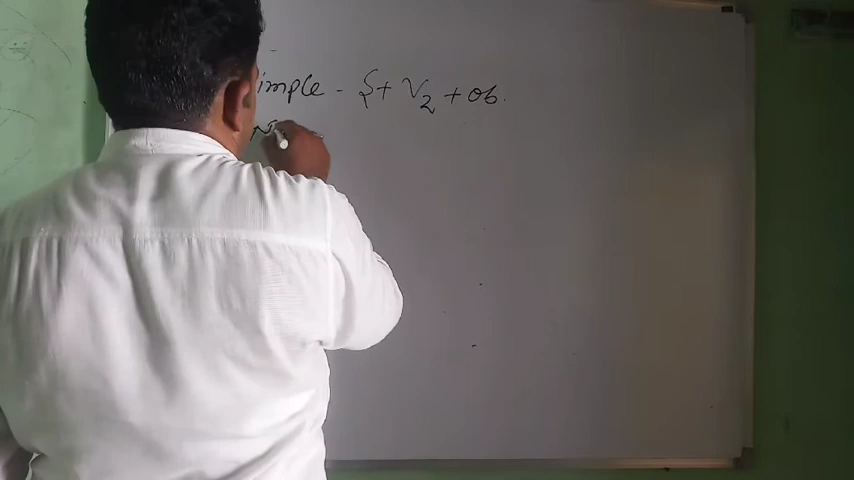 imple - S + V2 + ob.